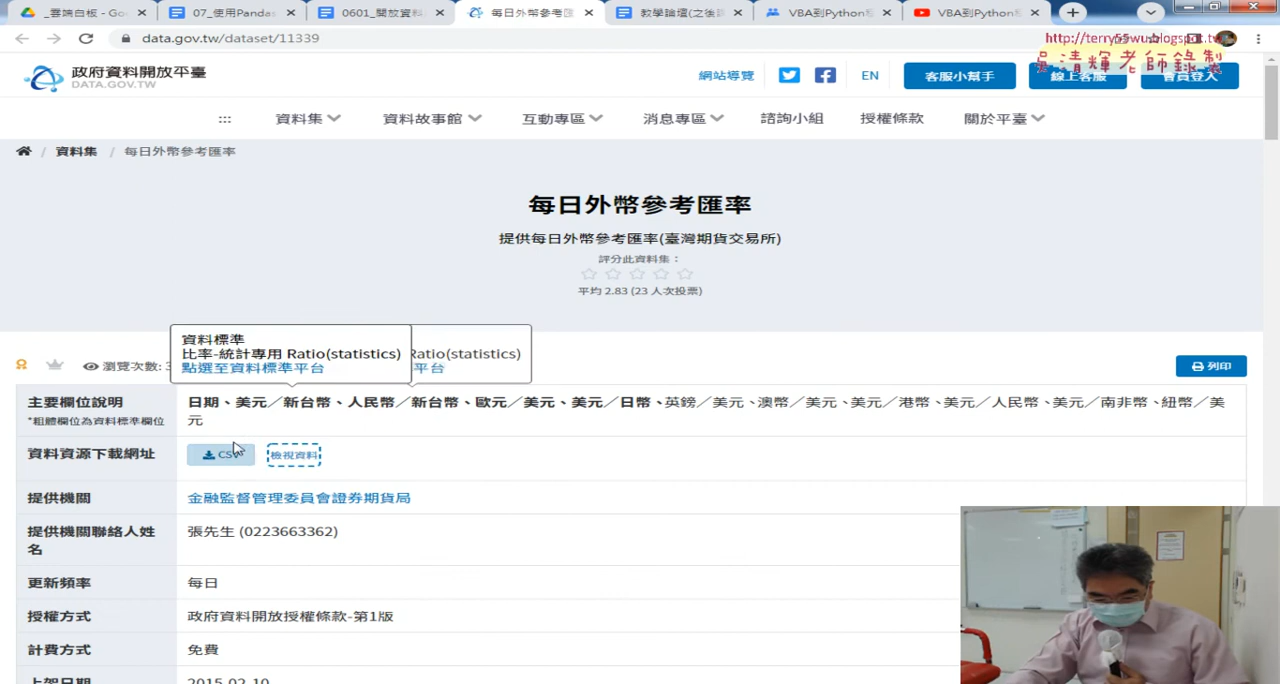 _雲端白板 - Go
07_使用Pandas
0601_開放資料
每日外幣參考匯
教學論壇(之後
VBA到Python
VBA到Python
data.gov.tw/dataset/11339
http://terry55wu.blogspot.tw
吳清輝老師錄製
政府資料開放平臺
DATA.GOV.TW
網站導覽
EN
客服小幫手
線上客服
會員登入
:::
資料集
資料故事館
互動專區
消息專區
諮詢小組
授權條款
關於平臺
/ 資料集 / 每日外幣參考匯率
每日外幣參考匯率
提供每日外幣參考匯率(臺灣期貨交易所)
評分此資料集：
平均 2.83 (23 人次投票)
資料標準
比率-統計專用 Ratio(statistics)
Ratio(statistics)
點選至資料標準平台
平台
瀏覽次數: 3
列印
主要欄位說明
*粗體欄位為資料標準欄位
日期、美元／新台幣、人民幣／新台幣、歐元／美元、美元／日幣、英鎊／美元、澳幣／美元、美元／港幣、美元／人民幣、美元／南非幣、紐幣／美
元
資料資源下載網址
CSV
檢視資料
提供機關
金融監督管理委員會證券期貨局
提供機關聯絡人姓
名
張先生 (0223663362)
更新頻率
每日
授權方式
政府資料開放授權條款-第1版
計費方式
免費
上架日期
2015-02-10